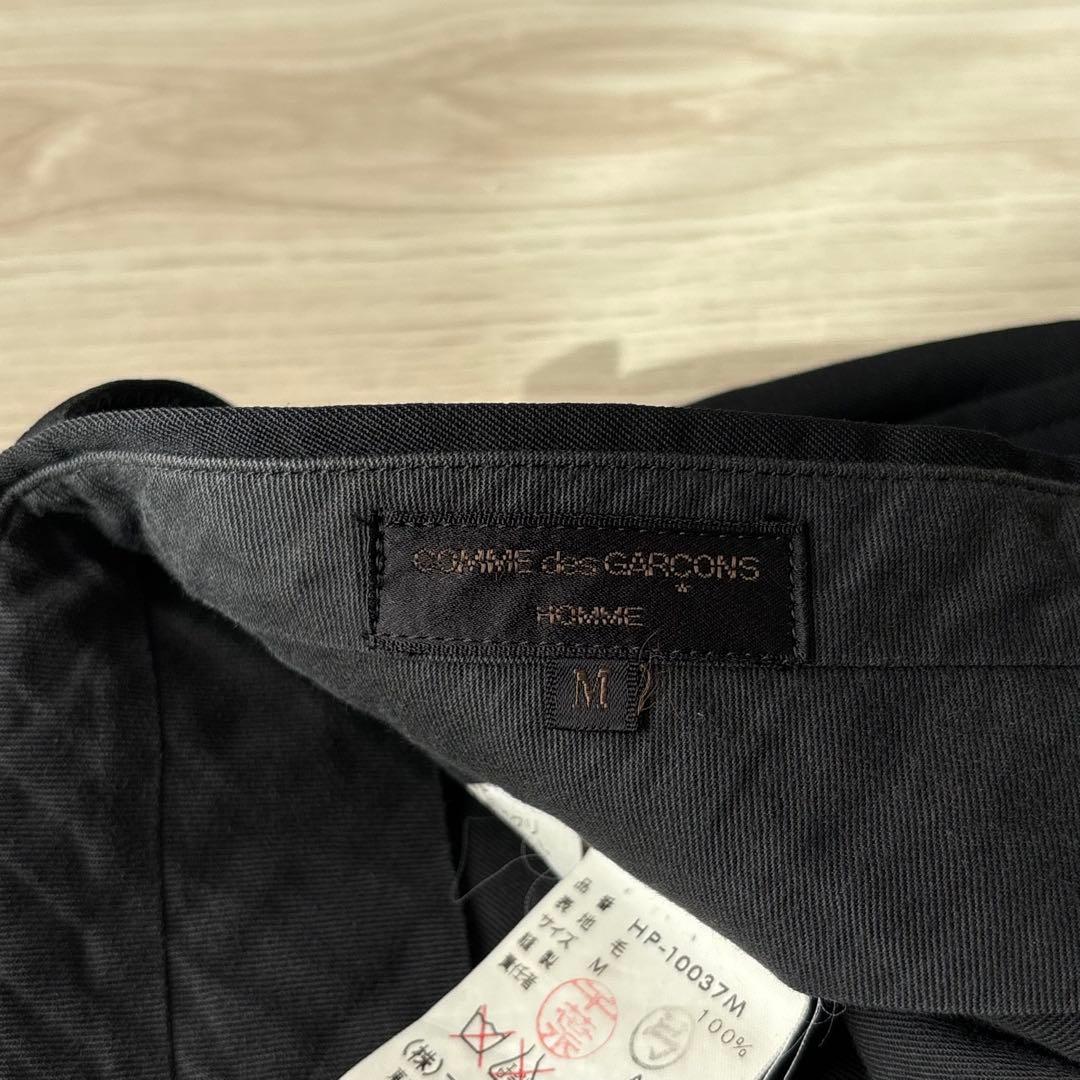 COMME des GARÇONS
HOMME
M
品番 HP-10037M
表地 毛 100%
サイズ M
縫製
責任者
(株)